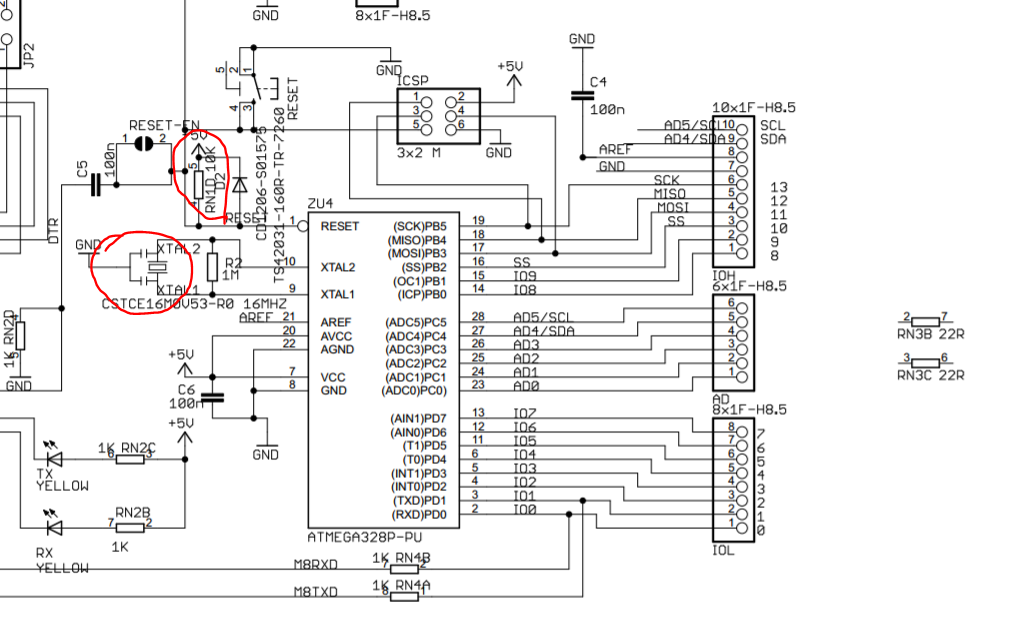 GND
8x1F-H8.5
JP2
GND
5
2
1
4
3
RESET
TS42031-160R-TR-7260
CD1206-S01575
ICSP
1
2
3
4
5
6
3x2 M
+5V
GND
GND
C4
100n
10x1F-H8.5
AD5/SCL
10
SCL
AD4/SDA
9
SDA
AREF
8
GND
7
SCK
6
13
MISO
5
12
MOSI
4
11
SS
3
10
2
9
1
8
IOH
RESET-EN
1
2
C5
100n
+5V
5
4
RN1D 10K
D2
RESET
DTR
GND
XTAL2
XTAL1
CSTCE16M0V53-R0 16MHZ
R2
1M
ZU4
1
RESET
10
XTAL2
9
XTAL1
AREF
21
AREF
20
AVCC
22
AGND
7
VCC
8
GND
(SCK)PB5
19
(MISO)PB4
18
(MOSI)PB3
17
(SS)PB2
16
SS
(OC1)PB1
15
IO9
(ICP)PB0
14
IO8
(ADC5)PC5
28
AD5/SCL
(ADC4)PC4
27
AD4/SDA
(ADC3)PC3
26
AD3
(ADC2)PC2
25
AD2
(ADC1)PC1
24
AD1
(ADC0)PC0)
23
AD0
(AIN1)PD7
13
IO7
(AIN0)PD6
12
IO6
(T1)PD5
11
IO5
(T0)PD4
6
IO4
(INT1)PD3
5
IO3
(INT0)PD2
4
IO2
(TXD)PD1
3
IO1
(RXD)PD0
2
IO0
ATMEGA328P-PU
6x1F-H8.5
6
5
4
3
2
1
AD
8x1F-H8.5
8
7
7
6
6
5
5
4
4
3
3
2
2
1
1
0
IOL
2
7
RN3B 22R
3
6
RN3C 22R
1K RN2D
4
5
GND
+5V
C6
100n
+5V
GND
1K RN2C
6
3
TX
YELLOW
RN2B
7
2
1K
RX
YELLOW
M8RXD
1K RN4B
7
2
M8TXD
1K RN4A
8
1